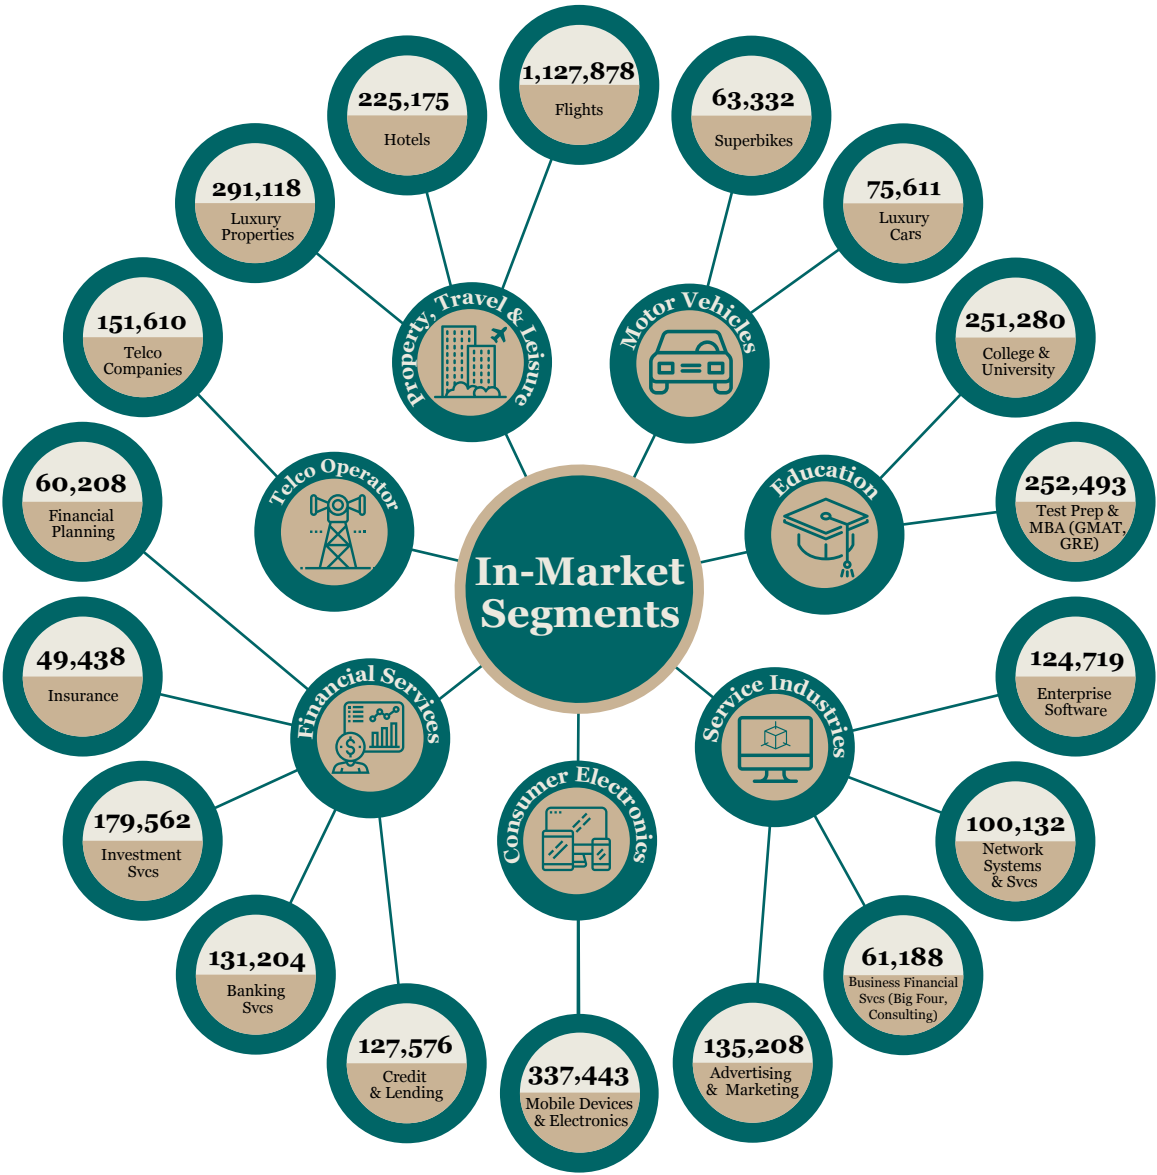 In-Market
Segments
Property, Travel & Leisure
225,175
Hotels
1,127,878
Flights
291,118
Luxury
Properties
Motor Vehicles
63,332
Superbikes
75,611
Luxury
Cars
Education
251,280
College &
University
252,493
Test Prep &
MBA (GMAT,
GRE)
Service Industries
124,719
Enterprise
Software
100,132
Network
Systems
& Svcs
61,188
Business Financial
Svcs (Big Four,
Consulting)
135,208
Advertising
& Marketing
Consumer Electronics
337,443
Mobile Devices
& Electronics
Financial Services
$
127,576
Credit
& Lending
131,204
Banking
Svcs
179,562
Investment
Svcs
49,438
Insurance
60,208
Financial
Planning
Telco Operator
151,610
Telco
Companies